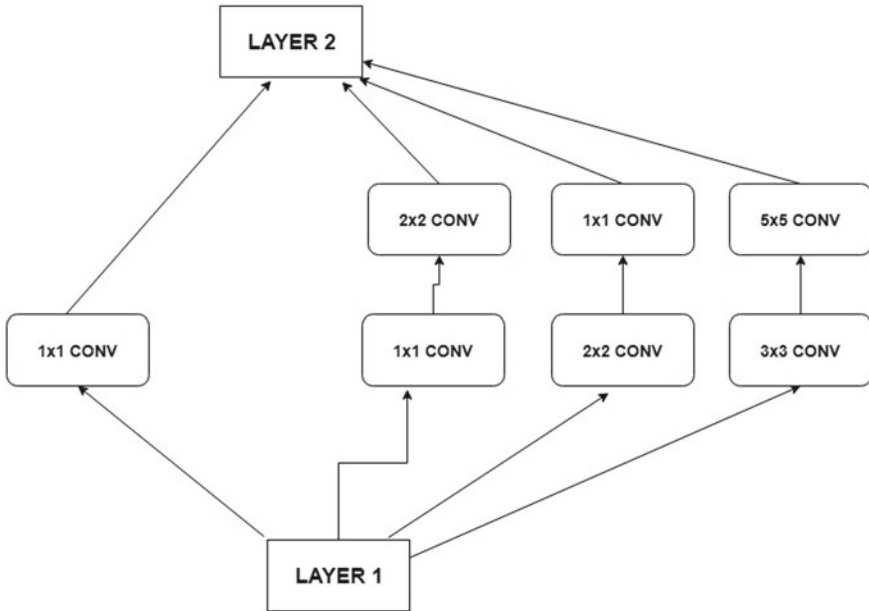 LAYER 2
2x2 CONV
1x1 CONV
5x5 CONV
1x1 CONV
1x1 CONV
2x2 CONV
3x3 CONV
LAYER 1